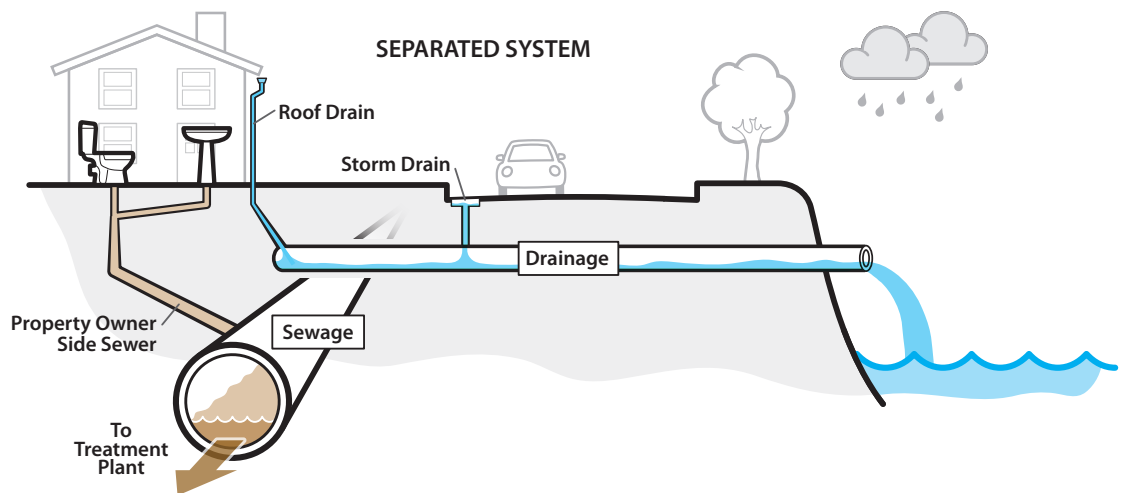 SEPARATED SYSTEM
Roof Drain
Storm Drain
Drainage
Property Owner
Side Sewer
Sewage
To
Treatment
Plant